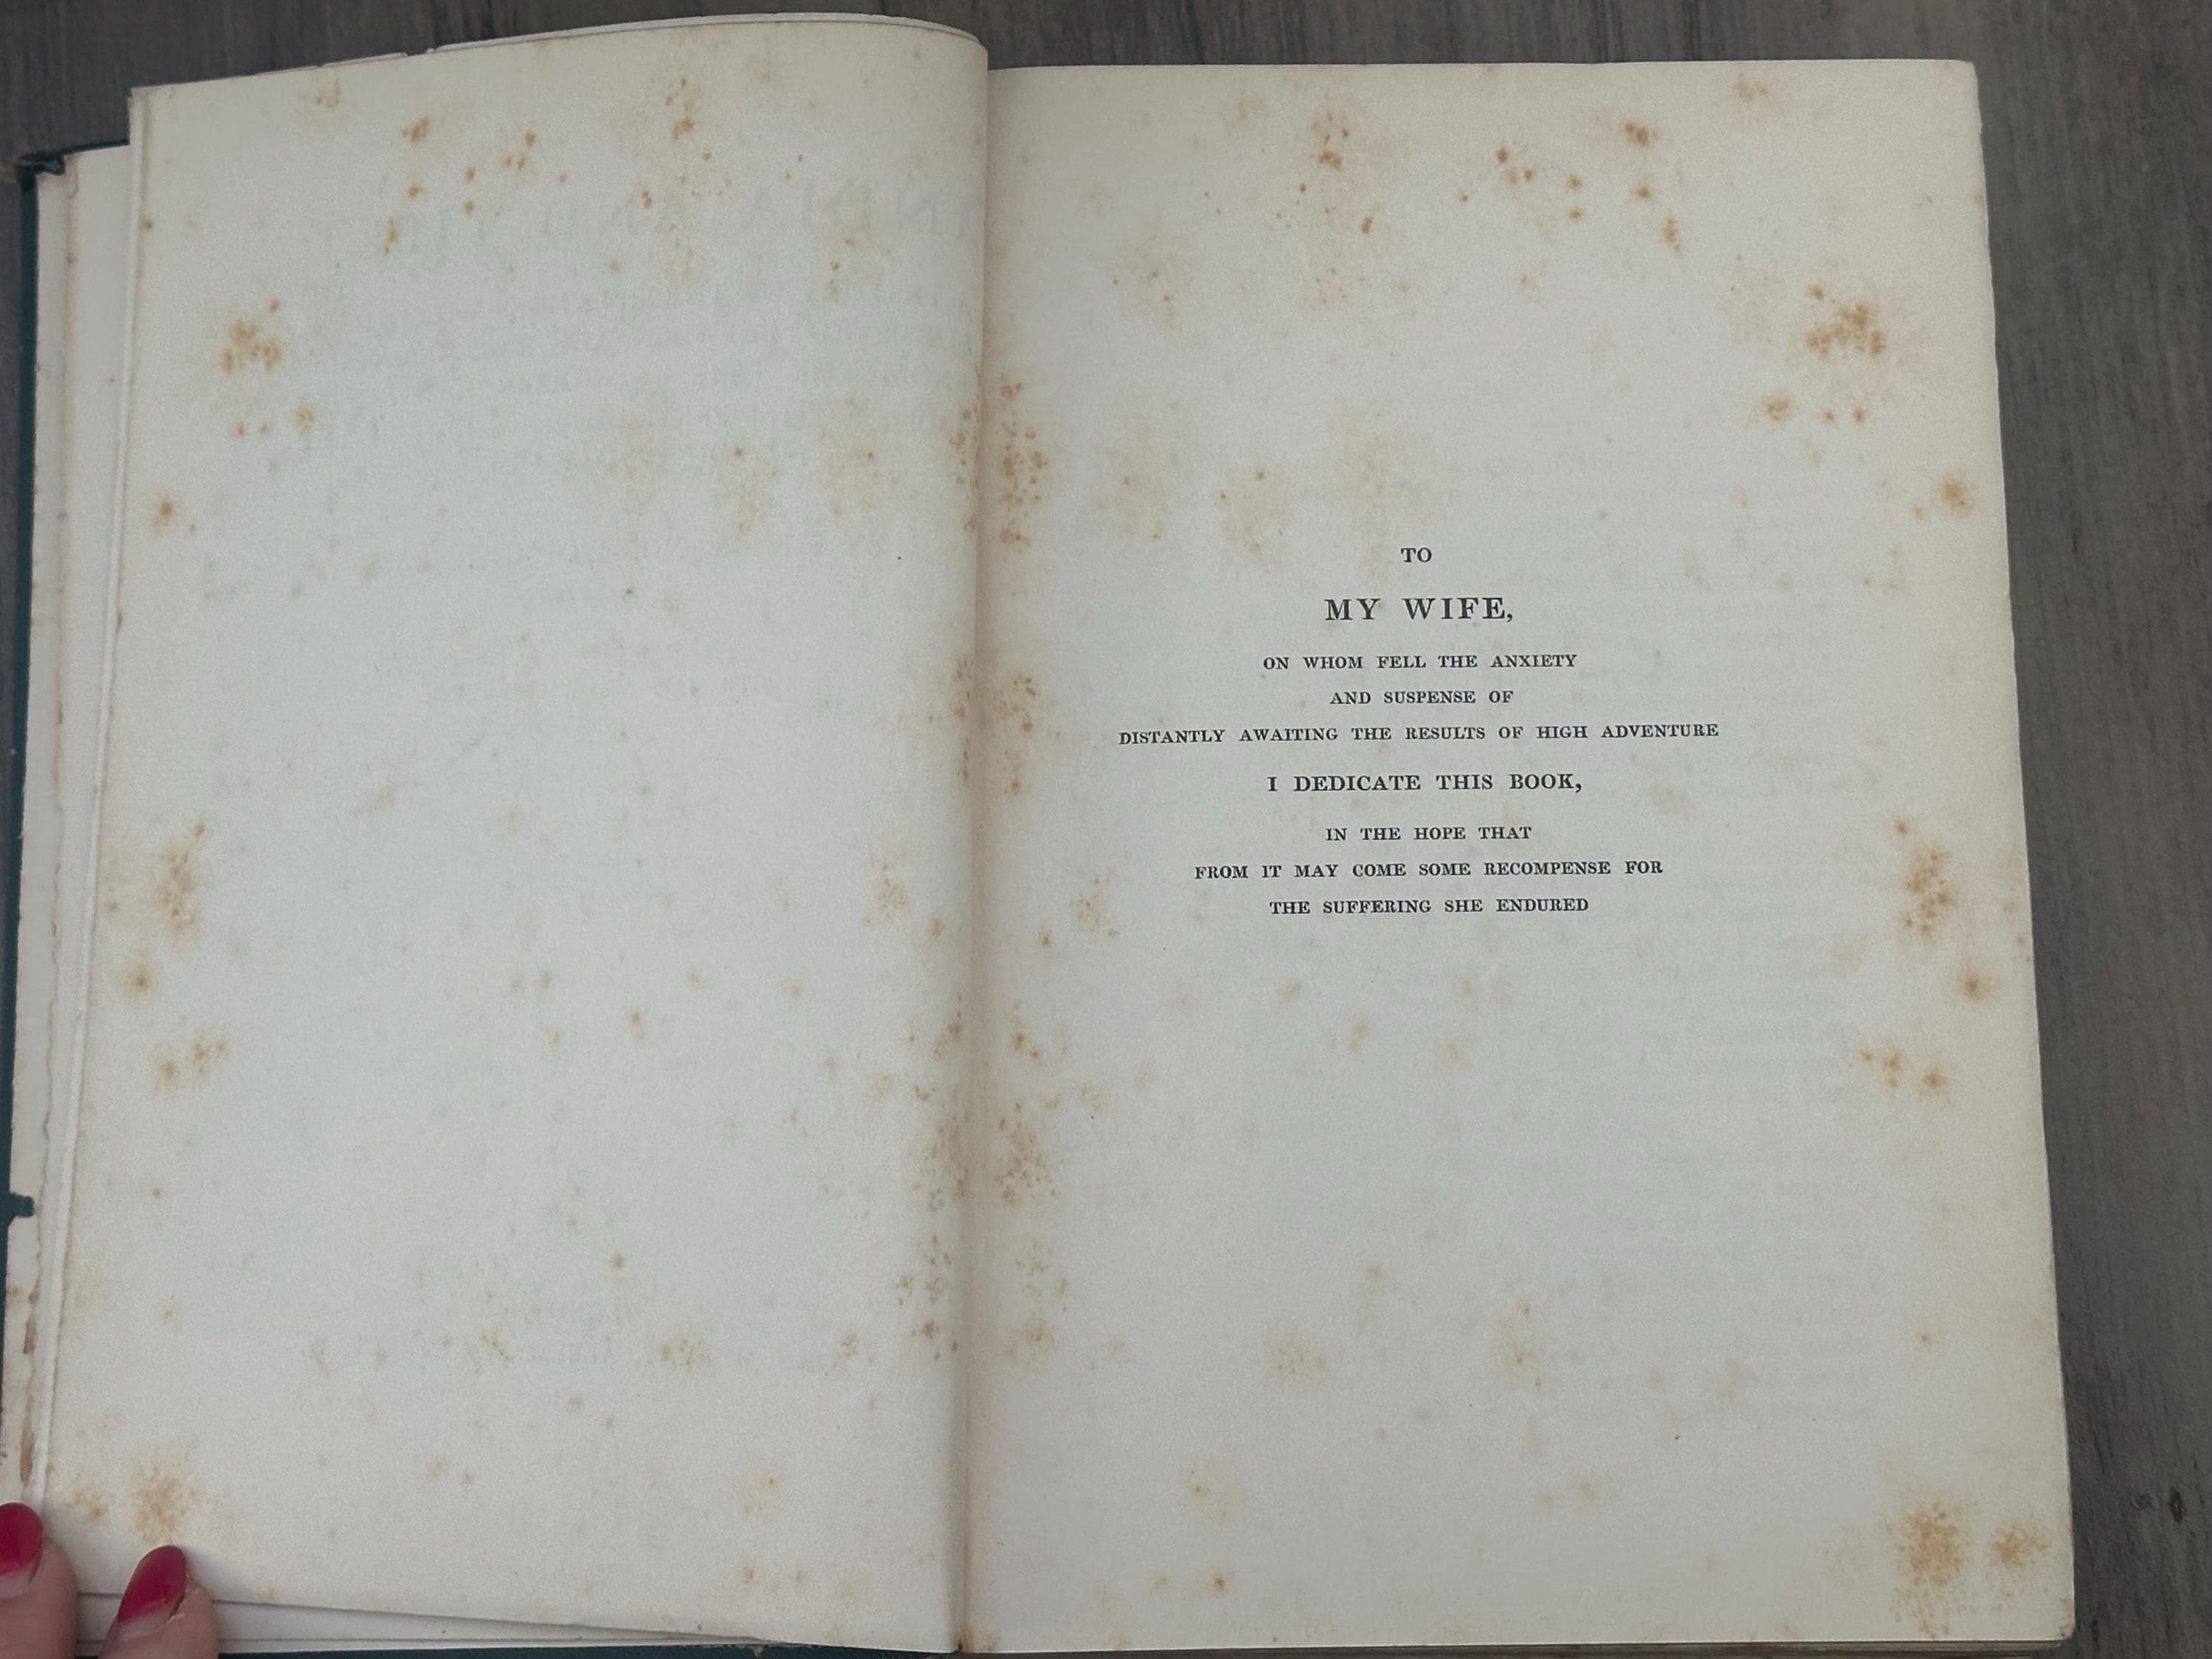 TO
MY WIFE,
ON WHOM FELL THE ANXIETY
AND SUSPENSE OF
DISTANTLY AWAITING THE RESULTS OF HIGH ADVENTURE
I DEDICATE THIS BOOK,
IN THE HOPE THAT
FROM IT MAY COME SOME RECOMPENSE FOR
THE SUFFERING SHE ENDURED